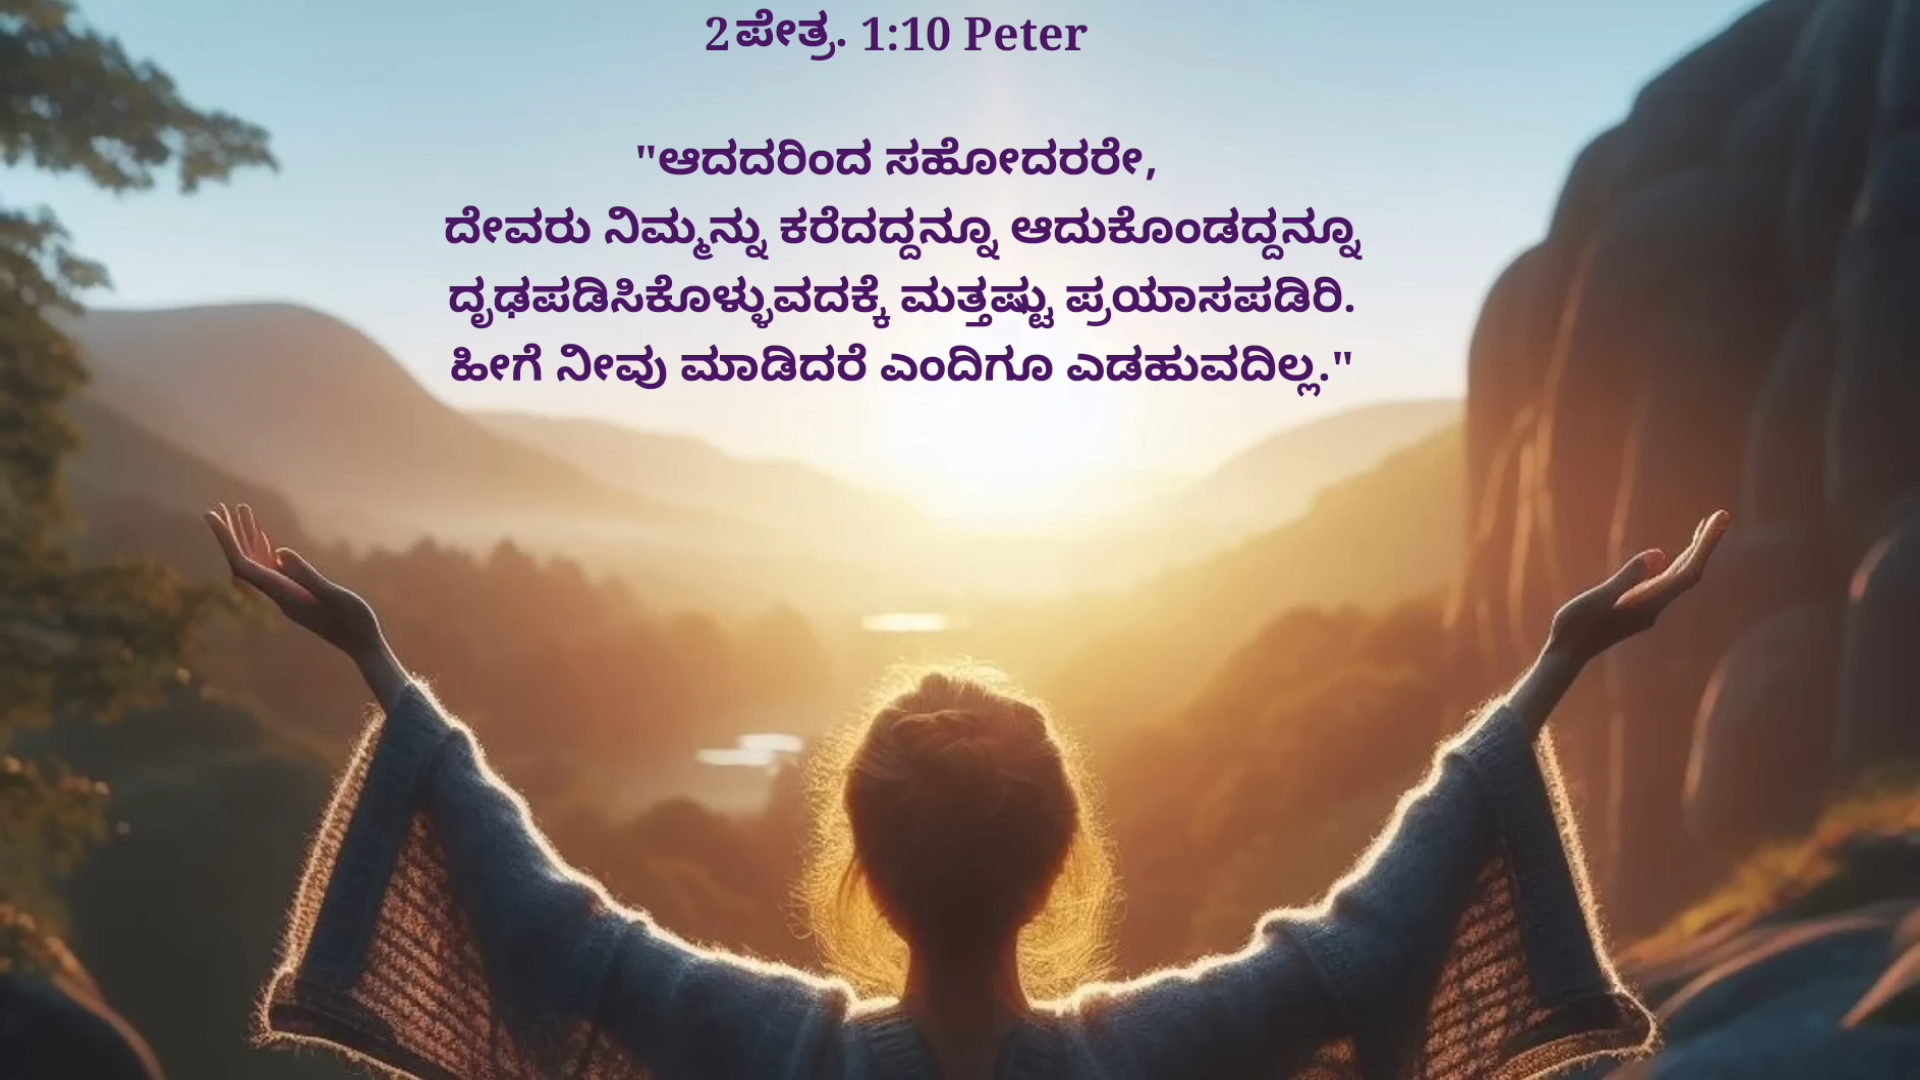 2ಪೇತ್ರ. 1:10 Peter
"ಆದದರಿಂದ ಸಹೋದರರೇ,
ದೇವರು ನಿಮ್ಮನ್ನು ಕರೆದದ್ದನ್ನೂ ಆದುಕೊಂಡದ್ದನ್ನೂ
ದೃಢಪಡಿಸಿಕೊಳ್ಳುವದಕ್ಕೆ ಮತ್ತಷ್ಟು ಪ್ರಯಾಸಪಡಿರಿ.
ಹೀಗೆ ನೀವು ಮಾಡಿದರೆ ಎಂದಿಗೂ ಎಡಹುವದಿಲ್ಲ."